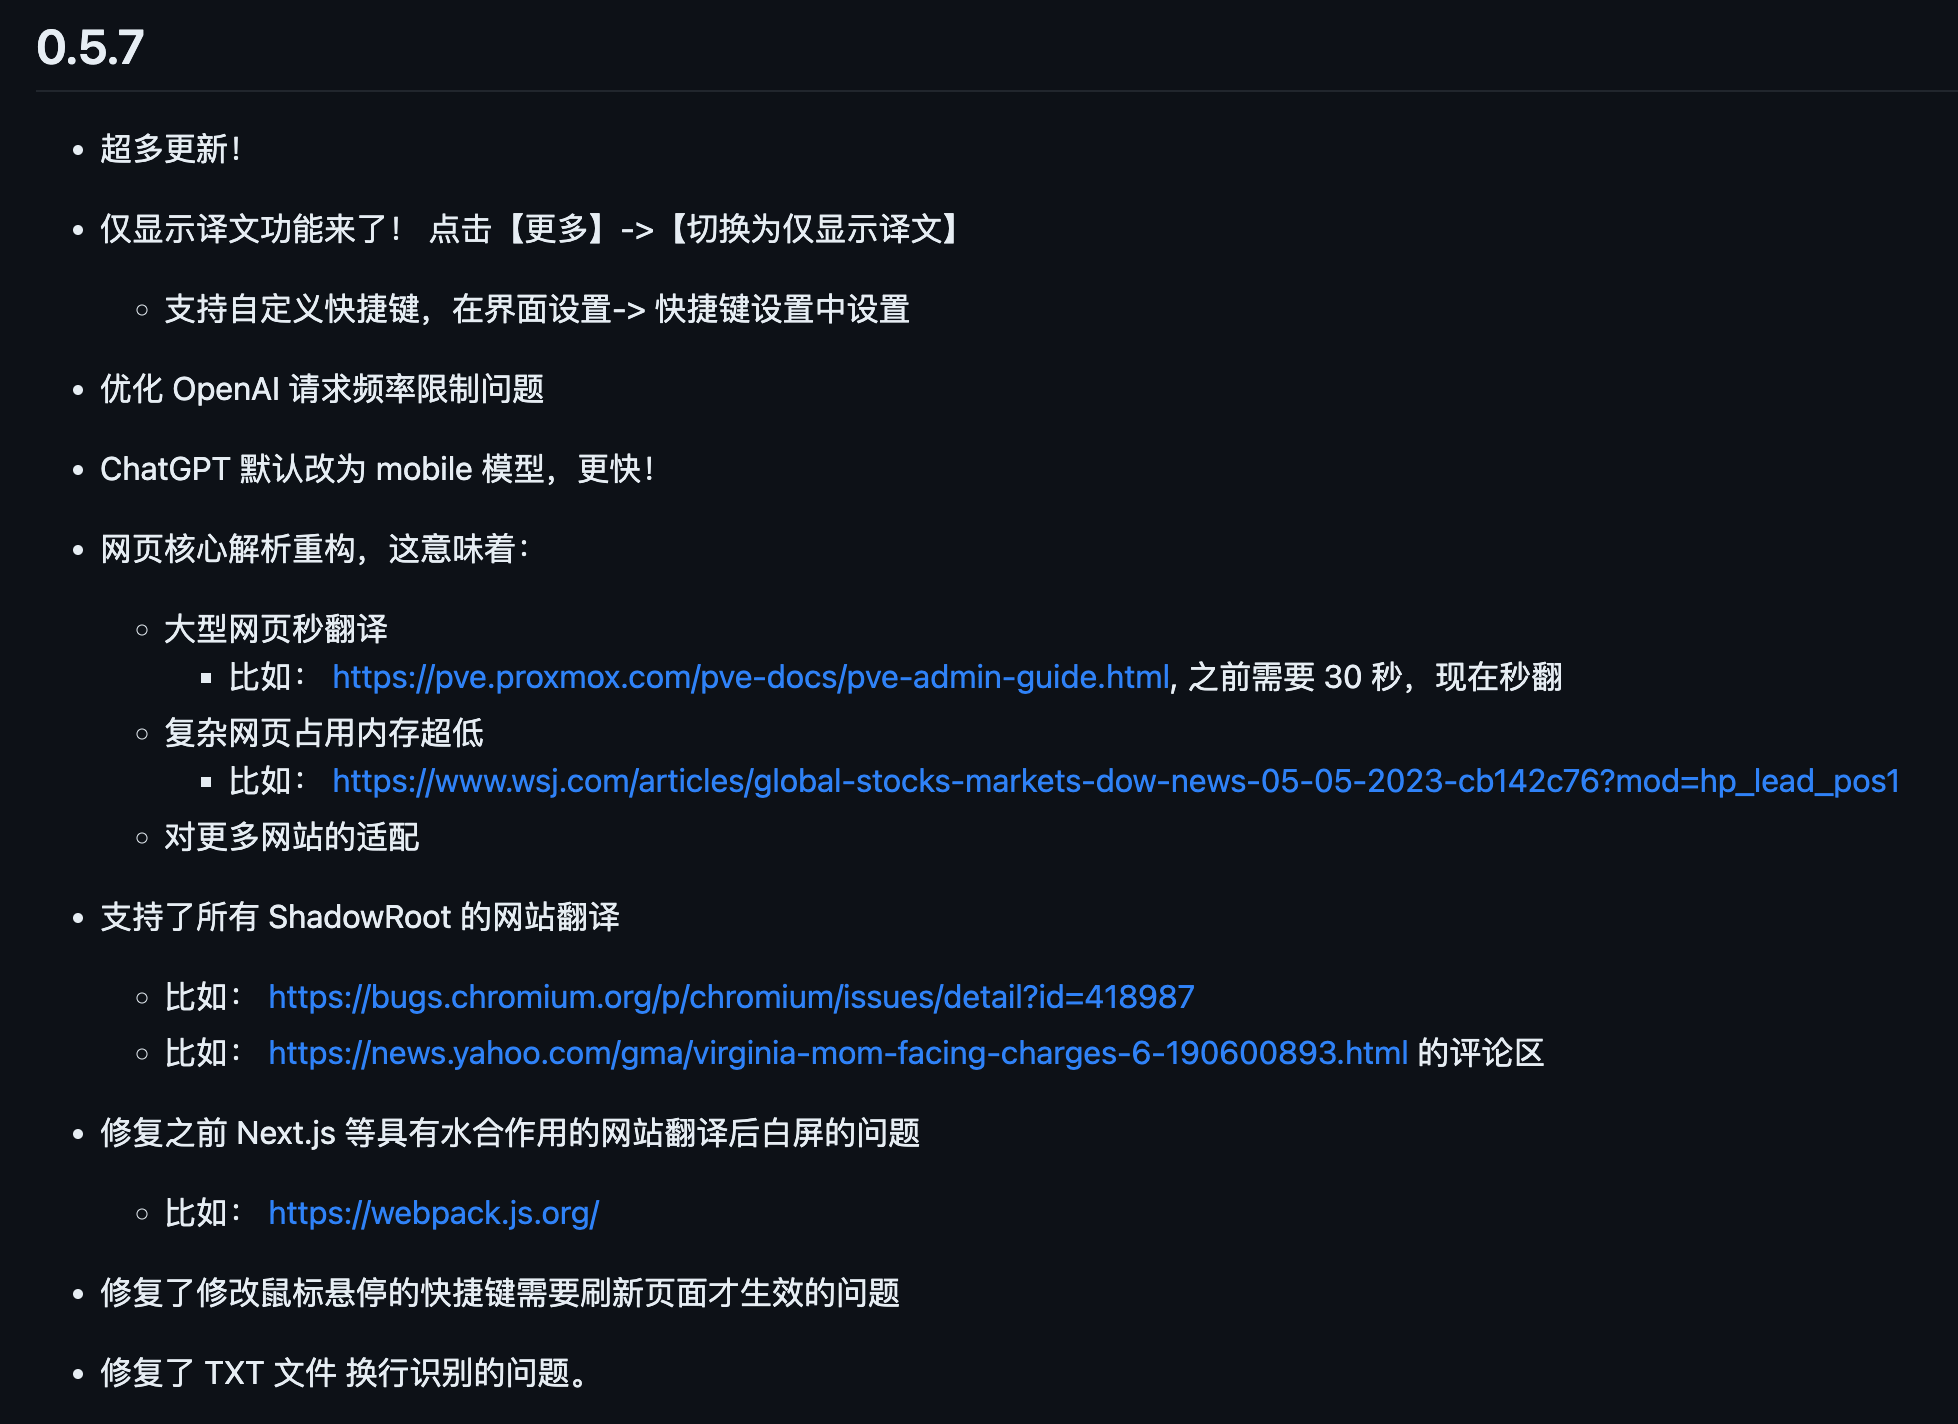 0.5.7
超多更新！
仅显示译文功能来了！ 点击【更多】->【切换为仅显示译文】
支持自定义快捷键，在界面设置-> 快捷键设置中设置
优化 OpenAI 请求频率限制问题
ChatGPT 默认改为 mobile 模型，更快！
网页核心解析重构，这意味着：
大型网页秒翻译
比如： https://pve.proxmox.com/pve-docs/pve-admin-guide.html, 之前需要 30 秒，现在秒翻
复杂网页占用内存超低
比如： https://www.wsj.com/articles/global-stocks-markets-dow-news-05-05-2023-cb142c76?mod=hp_lead_pos1
对更多网站的适配
支持了所有 ShadowRoot 的网站翻译
比如： https://bugs.chromium.org/p/chromium/issues/detail?id=418987
比如： https://news.yahoo.com/gma/virginia-mom-facing-charges-6-190600893.html 的评论区
修复之前 Next.js 等具有水合作用的网站翻译后白屏的问题
比如： https://webpack.js.org/
修复了修改鼠标悬停的快捷键需要刷新页面才生效的问题
修复了 TXT 文件 换行识别的问题。